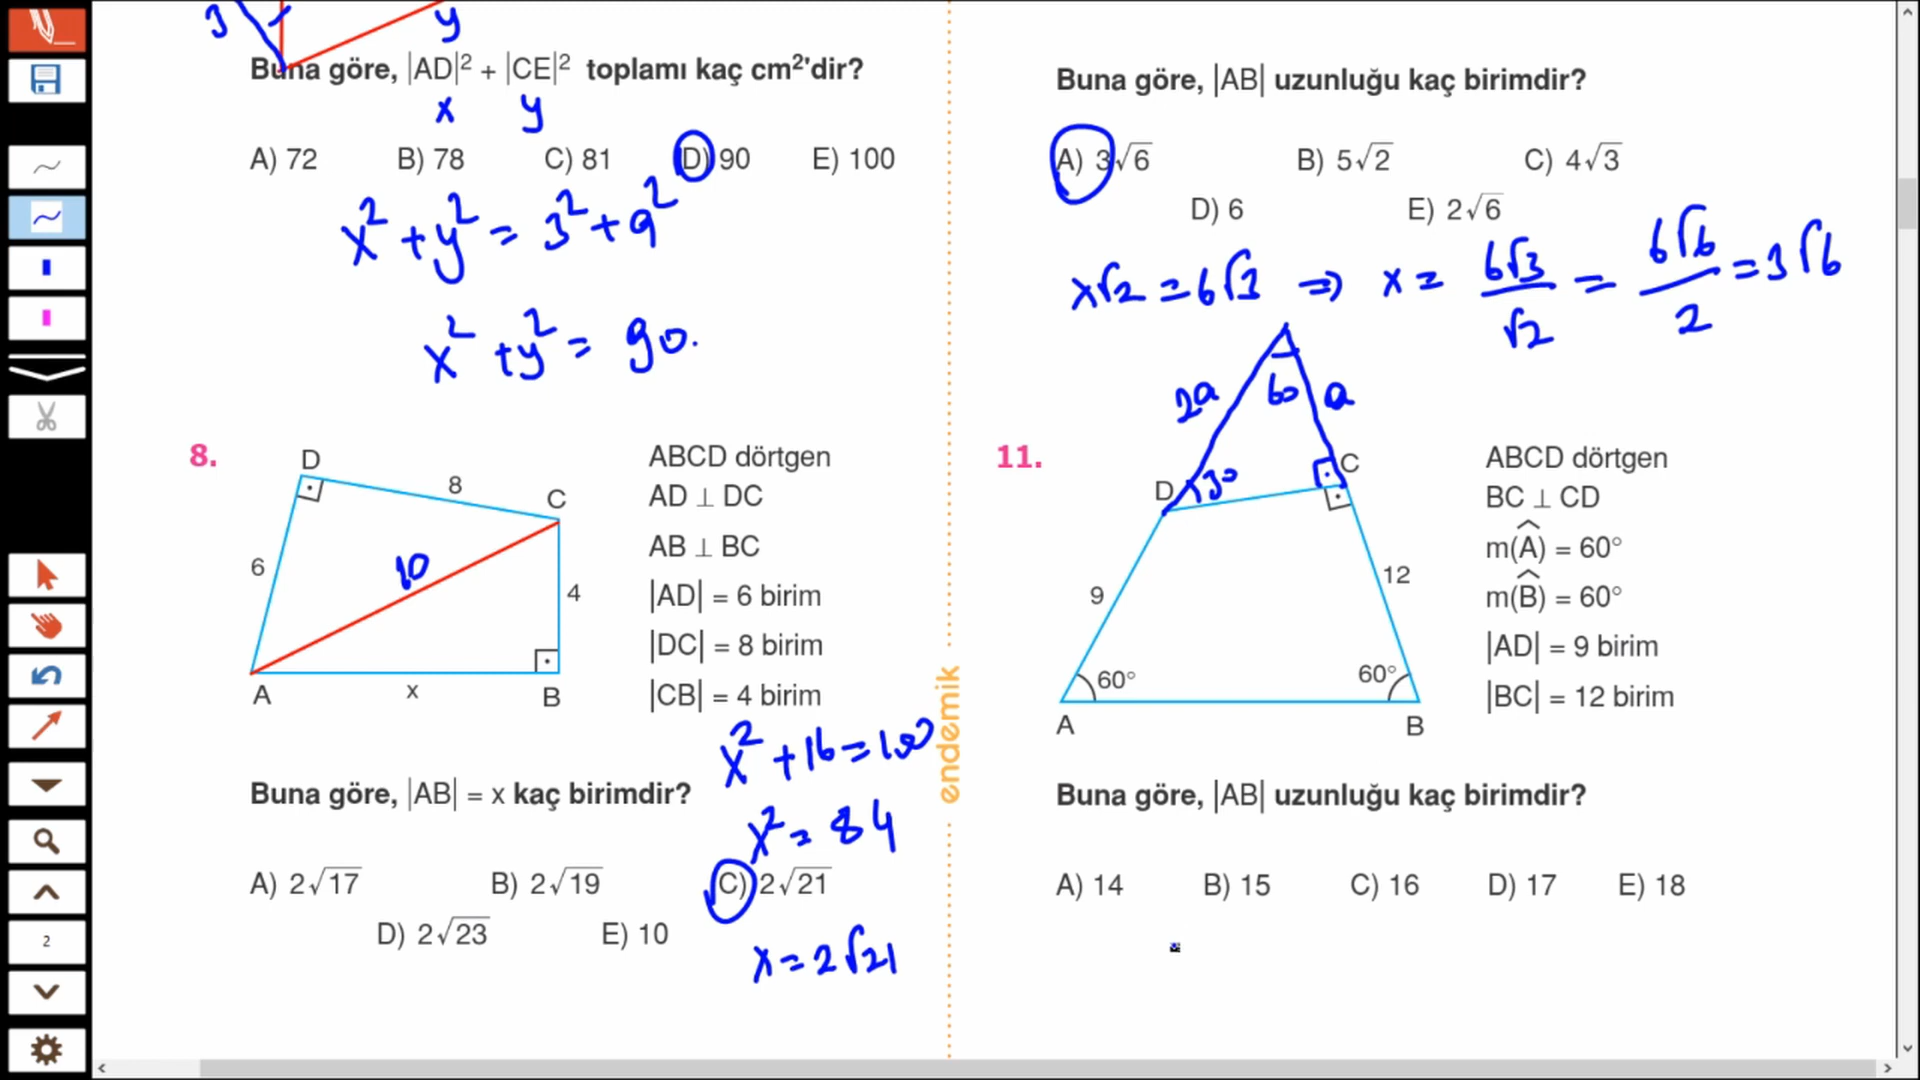 3
y
Buna göre, |AD|² + |CE|² toplamı kaç cm²'dir?
x y
A) 72 B) 78 C) 81 D) 90 E) 100
x² + y² = 3² + 9²
x² + y² = 90.
8.
D
8
C
6
10
4
A
x
B
ABCD dörtgen
AD ⊥ DC
AB ⊥ BC
|AD| = 6 birim
|DC| = 8 birim
|CB| = 4 birim
x² + 16 = 100
Buna göre, |AB| = x kaç birimdir?
x² = 84
A) 2√17 B) 2√19 C) 2√21
D) 2√23 E) 10
x = 2√21
endemik
Buna göre, |AB| uzunluğu kaç birimdir?
A) 3√6 B) 5√2 C) 4√3
D) 6 E) 2√6
x√2 = 6√3 ⇒ x = 6√3/√2 = 6√6/2 = 3√6
11.
2a
60
a
D
30
C
9
12
60°
60°
A
B
ABCD dörtgen
BC ⊥ CD
m(Â) = 60°
m(B̂) = 60°
|AD| = 9 birim
|BC| = 12 birim
Buna göre, |AB| uzunluğu kaç birimdir?
A) 14 B) 15 C) 16 D) 17 E) 18
2